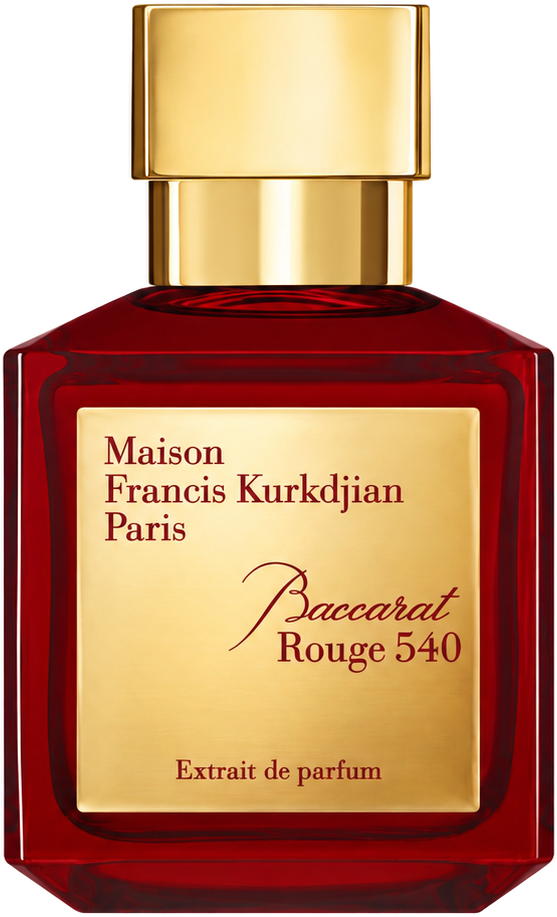 Maison
Francis Kurkdjian
Paris
Baccarat
Rouge 540
Extrait de parfum